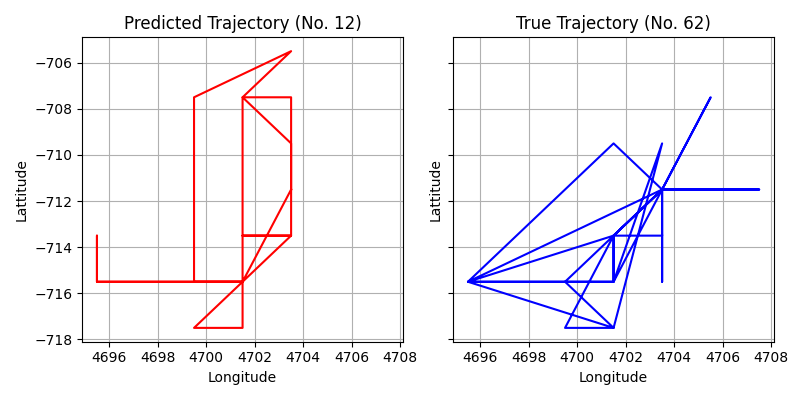 Predicted Trajectory (No. 12)
True Trajectory (No. 62)
−706
−708
−710
−712
−714
−716
−718
Lattitude
Lattitude
4696 4698 4700 4702 4704 4706 4708
4696 4698 4700 4702 4704 4706 4708
Longitude
Longitude